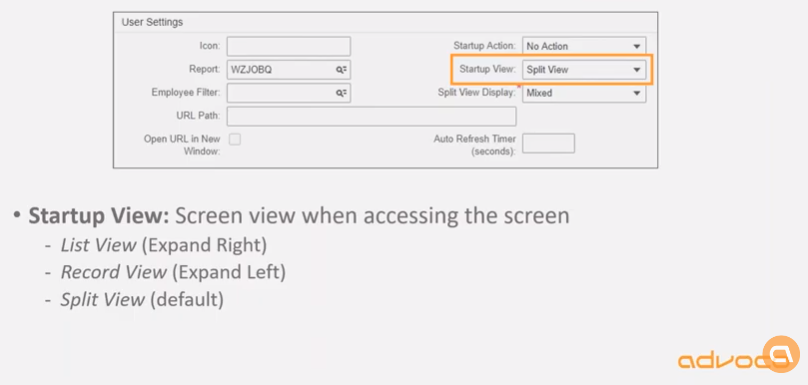 User Settings
Icon:
Startup Action: No Action
Report: WZJOBQ
Startup View: Split View
Employee Filter:
Split View Display: * Mixed
URL Path:
Open URL in New
Window:
Auto Refresh Timer
(seconds):
• Startup View: Screen view when accessing the screen
- List View (Expand Right)
- Record View (Expand Left)
- Split View (default)